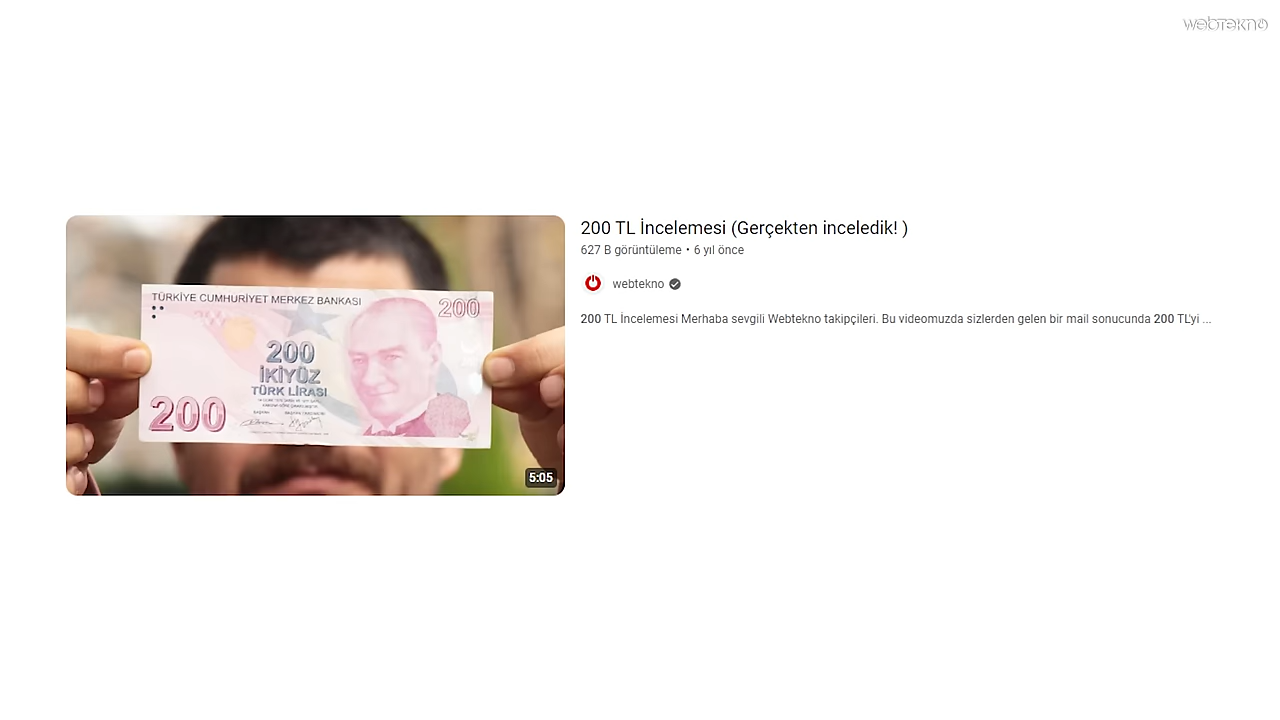 webtekno
200 TL İncelemesi (Gerçekten inceledik! )
627 B görüntüleme • 6 yıl önce
webtekno
200 TL İncelemesi Merhaba sevgili Webtekno takipçileri. Bu videomuzda sizlerden gelen bir mail sonucunda 200 TL'yi ...
TÜRKİYE CUMHURİYET MERKEZ BANKASI
200
200
İKİYÜZ
TÜRK LİRASI
200
5:05